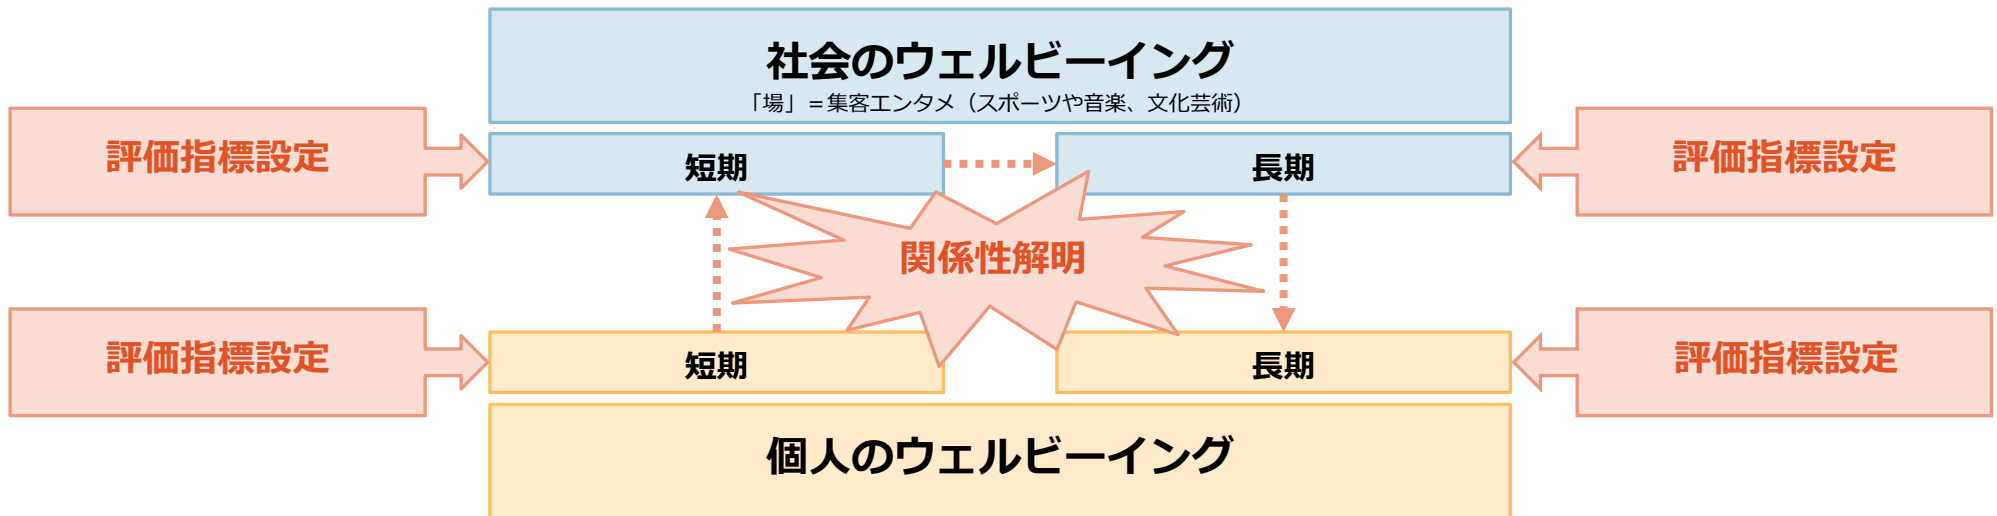 社会のウェルビーイング
「場」＝集客エンタメ（スポーツや音楽、文化芸術）
評価指標設定
評価指標設定
短期
長期
関係性解明
評価指標設定
評価指標設定
短期
長期
個人のウェルビーイング